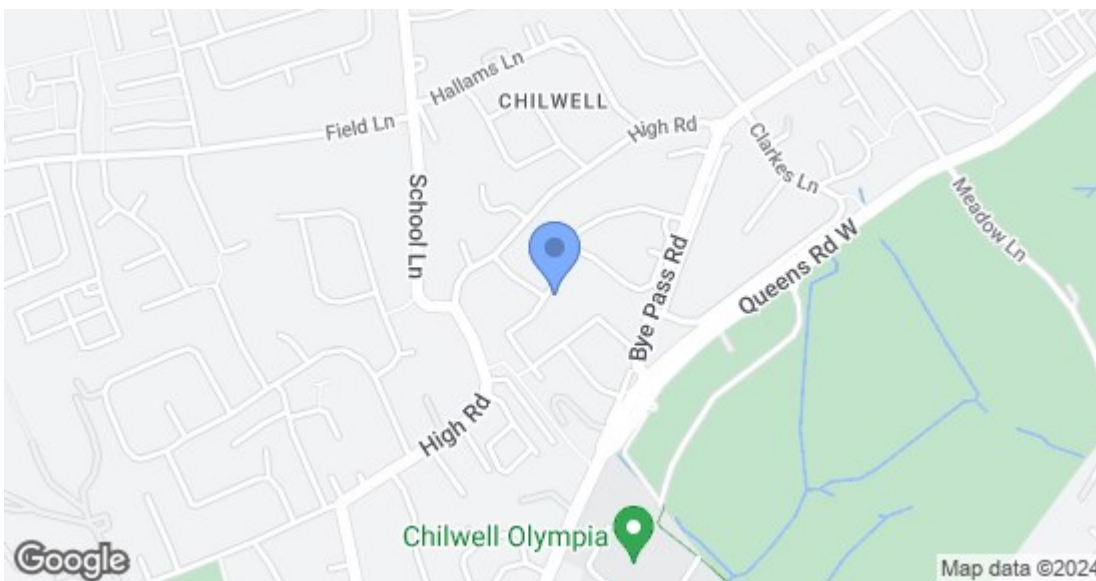 Hallams Ln
CHILWELL
Field Ln
High Rd
Clarkes Ln
School Ln
Meadow Ln
Queens Rd W
Bye Pass Rd
High Rd
Chilwell Olympia
Google
Map data ©2024